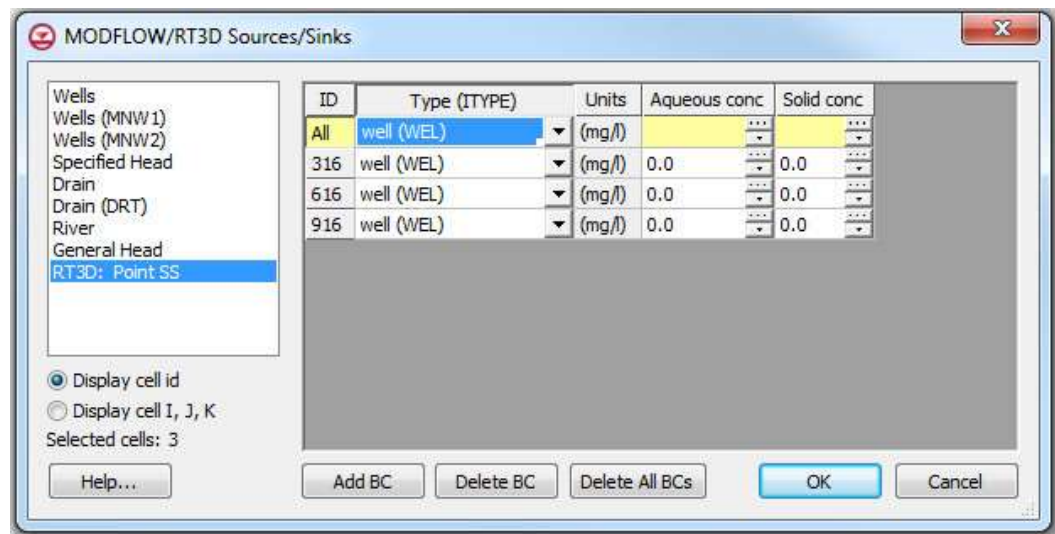 MODFLOW/RT3D Sources/Sinks
Wells
Wells (MNW1)
Wells (MNW2)
Specified Head
Drain
Drain (DRT)
River
General Head
RT3D: Point SS
Display cell id
Display cell I, J, K
Selected cells: 3
ID Type (ITYPE) Units Aqueous conc Solid conc
All well (WEL) (mg/l)
316 well (WEL) (mg/l) 0.0 0.0
616 well (WEL) (mg/l) 0.0 0.0
916 well (WEL) (mg/l) 0.0 0.0
Help... Add BC Delete BC Delete All BCs OK Cancel